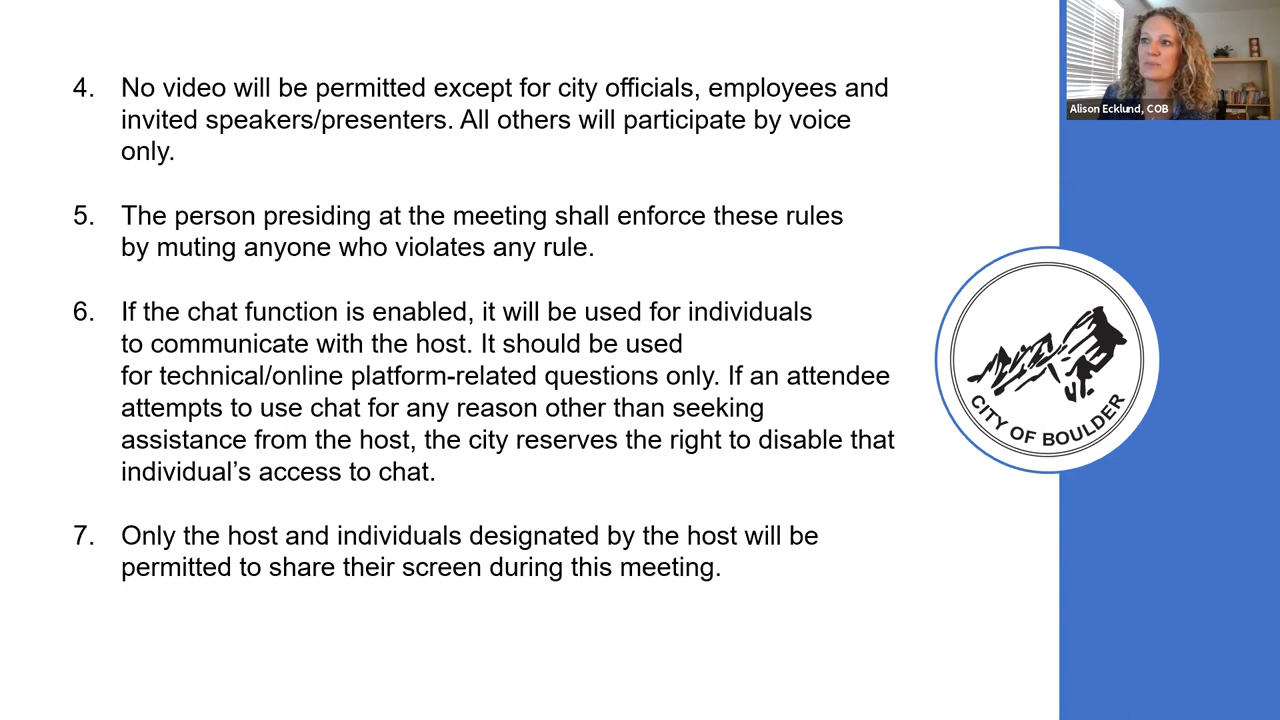 4. No video will be permitted except for city officials, employees and
invited speakers/presenters. All others will participate by voice
only.
5. The person presiding at the meeting shall enforce these rules
by muting anyone who violates any rule.
6. If the chat function is enabled, it will be used for individuals
to communicate with the host. It should be used
for technical/online platform-related questions only. If an attendee
attempts to use chat for any reason other than seeking
assistance from the host, the city reserves the right to disable that
individual’s access to chat.
7. Only the host and individuals designated by the host will be
permitted to share their screen during this meeting.
Alison Ecklund, COB
CITY OF BOULDER